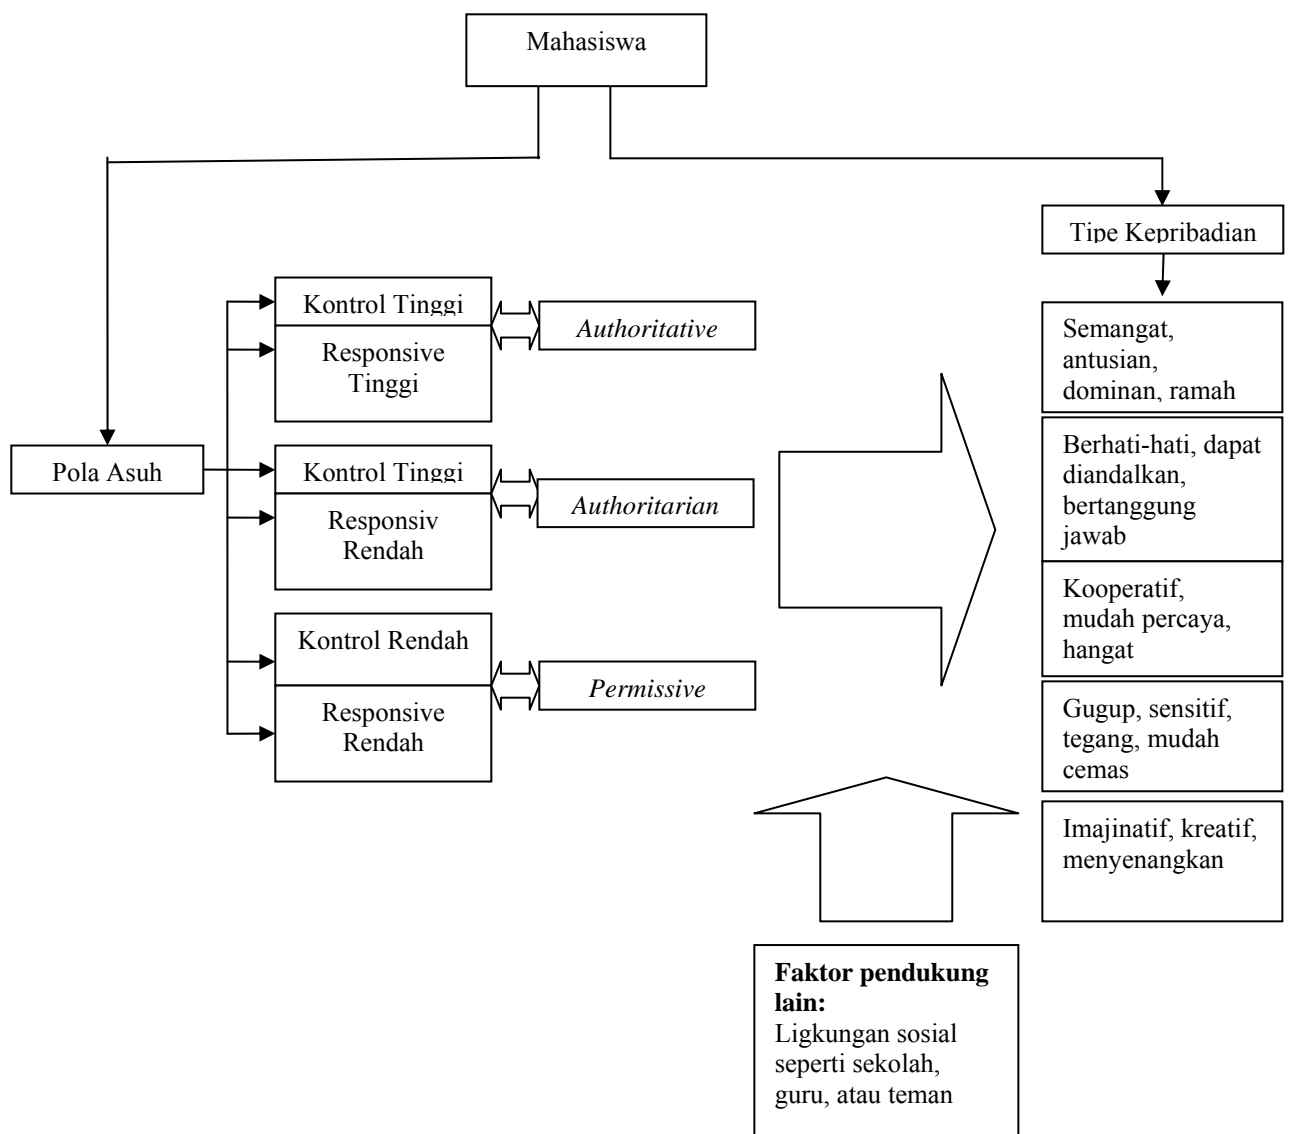 Mahasiswa
Tipe Kepribadian
Kontrol Tinggi
Responsive
Tinggi
Authoritative
Semangat,
antusian,
dominan, ramah
Pola Asuh
Kontrol Tinggi
Responsiv
Rendah
Authoritarian
Berhati-hati, dapat
diandalkan,
bertanggung
jawab
Kontrol Rendah
Responsive
Rendah
Permissive
Kooperatif,
mudah percaya,
hangat
Gugup, sensitif,
tegang, mudah
cemas
Imajinatif, kreatif,
menyenangkan
Faktor pendukung
lain:
Ligkungan sosial
seperti sekolah,
guru, atau teman